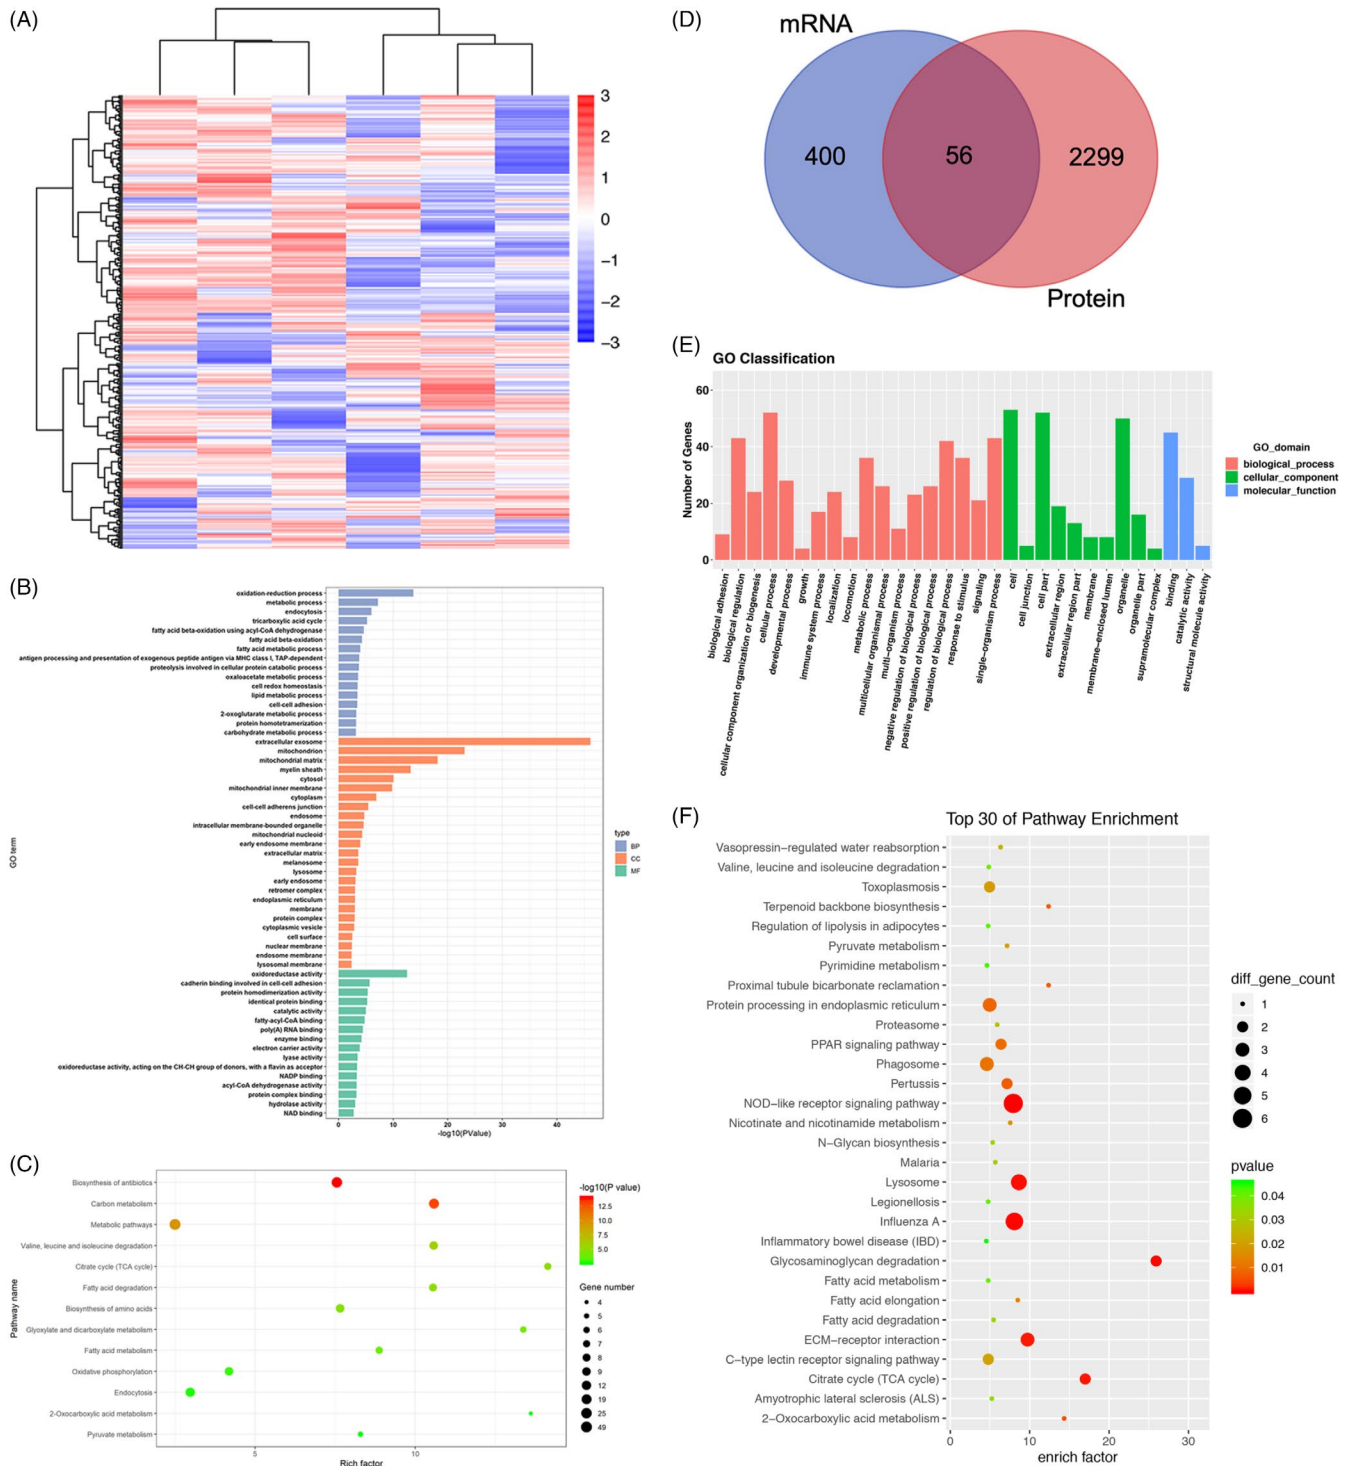 (A)
3
2
1
0
−1
−2
−3
(B)
GO term
oxidation-reduction process
metabolic process
endocytosis
tricarboxylic acid cycle
fatty acid beta-oxidation using acyl-CoA dehydrogenase
fatty acid beta-oxidation
fatty acid metabolic process
antigen processing and presentation of exogenous peptide antigen via MHC class I, TAP-dependent
proteolysis involved in cellular protein catabolic process
oxaloacetate metabolic process
cell redox homeostasis
lipid metabolic process
cell-cell adhesion
2-oxoglutarate metabolic process
protein homotetramerization
carbohydrate metabolic process
extracellular exosome
mitochondrion
mitochondrial matrix
myelin sheath
cytosol
mitochondrial inner membrane
cytoplasm
cell-cell adherens junction
endosome
intracellular membrane-bounded organelle
mitochondrial nucleoid
early endosome membrane
extracellular matrix
melanosome
lysosome
early endosome
retromer complex
endoplasmic reticulum
membrane
protein complex
cytoplasmic vesicle
cell surface
nuclear membrane
endosome membrane
lysosomal membrane
oxidoreductase activity
cadherin binding involved in cell-cell adhesion
protein homodimerization activity
identical protein binding
catalytic activity
fatty-acyl-CoA binding
poly(A) RNA binding
enzyme binding
electron carrier activity
lyase activity
oxidoreductase activity, acting on the CH-CH group of donors, with a flavin as acceptor
NADP binding
acyl-CoA dehydrogenase activity
protein complex binding
hydrolase activity
NAD binding
0 10 20 30 40
-log10(PValue)
type
BP
CC
MF
(C)
Pathway name
Biosynthesis of antibiotics
Carbon metabolism
Metabolic pathways
Valine, leucine and isoleucine degradation
Citrate cycle (TCA cycle)
Fatty acid degradation
Biosynthesis of amino acids
Glyoxylate and dicarboxylate metabolism
Fatty acid metabolism
Oxidative phosphorylation
Endocytosis
2-Oxocarboxylic acid metabolism
Pyruvate metabolism
5 10
Rich factor
-log10(P value)
12.5
10.0
7.5
5.0
Gene number
4
5
6
7
8
9
12
19
25
49
(D)
mRNA
400 56 2299
Protein
(E)
GO Classification
Number of Genes
60
40
20
0
biological adhesion
biological regulation
cellular component organization or biogenesis
cellular process
developmental process
growth
immune system process
localization
locomotion
metabolic process
multicellular organismal process
multi−organism process
negative regulation of biological process
positive regulation of biological process
regulation of biological process
response to stimulus
signaling
single−organism process
cell
cell junction
cell part
extracellular region
extracellular region part
membrane
membrane−enclosed lumen
organelle
organelle part
supramolecular complex
binding
catalytic activity
structural molecule activity
GO_domain
biological_process
cellular_component
molecular_function
(F)
Top 30 of Pathway Enrichment
Vasopressin−regulated water reabsorption
Valine, leucine and isoleucine degradation
Toxoplasmosis
Terpenoid backbone biosynthesis
Regulation of lipolysis in adipocytes
Pyruvate metabolism
Pyrimidine metabolism
Proximal tubule bicarbonate reclamation
Protein processing in endoplasmic reticulum
Proteasome
PPAR signaling pathway
Phagosome
Pertussis
NOD−like receptor signaling pathway
Nicotinate and nicotinamide metabolism
N−Glycan biosynthesis
Malaria
Lysosome
Legionellosis
Influenza A
Inflammatory bowel disease (IBD)
Glycosaminoglycan degradation
Fatty acid metabolism
Fatty acid elongation
Fatty acid degradation
ECM−receptor interaction
C−type lectin receptor signaling pathway
Citrate cycle (TCA cycle)
Amyotrophic lateral sclerosis (ALS)
2−Oxocarboxylic acid metabolism
0 10 20 30
enrich factor
diff_gene_count
1
2
3
4
5
6
pvalue
0.04
0.03
0.02
0.01